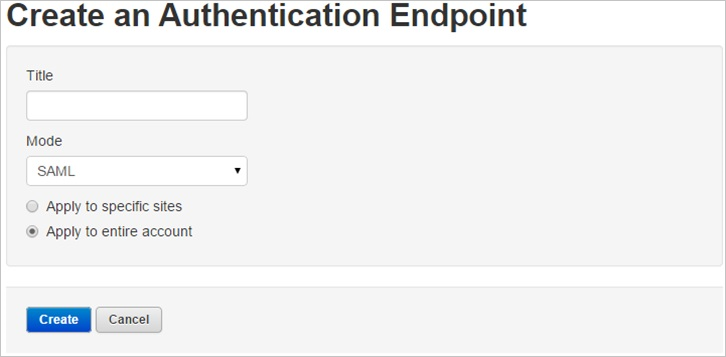 Create an Authentication Endpoint
Title
Mode
SAML
Apply to specific sites
Apply to entire account
Create Cancel